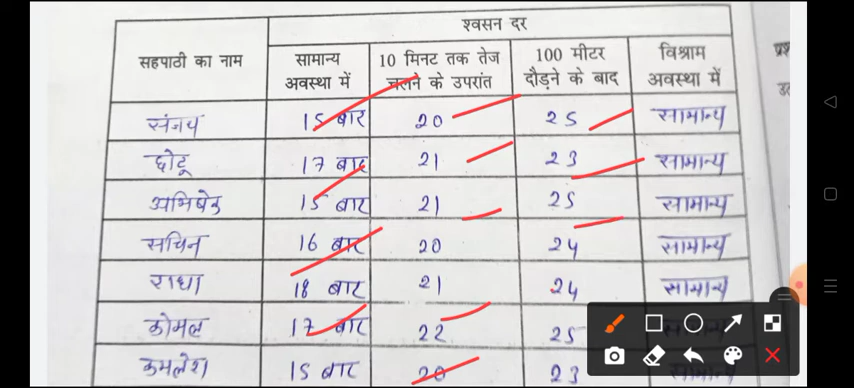 श्वसन दर
सहपाठी का नाम
सामान्य अवस्था में
10 मिनट तक तेज चलने के उपरांत
100 मीटर दौड़ने के बाद
विश्राम अवस्था में
संजय 15 बार 20 25 सामान्य
छोटू 17 बार 21 23 सामान्य
अभिषेक 15 बार 21 25 सामान्य
सचिन 16 बार 20 24 सामान्य
राधा 18 बार 21 24 सामान्य
कोमल 17 बार 22 25
कमलेश 15 बार 20 23